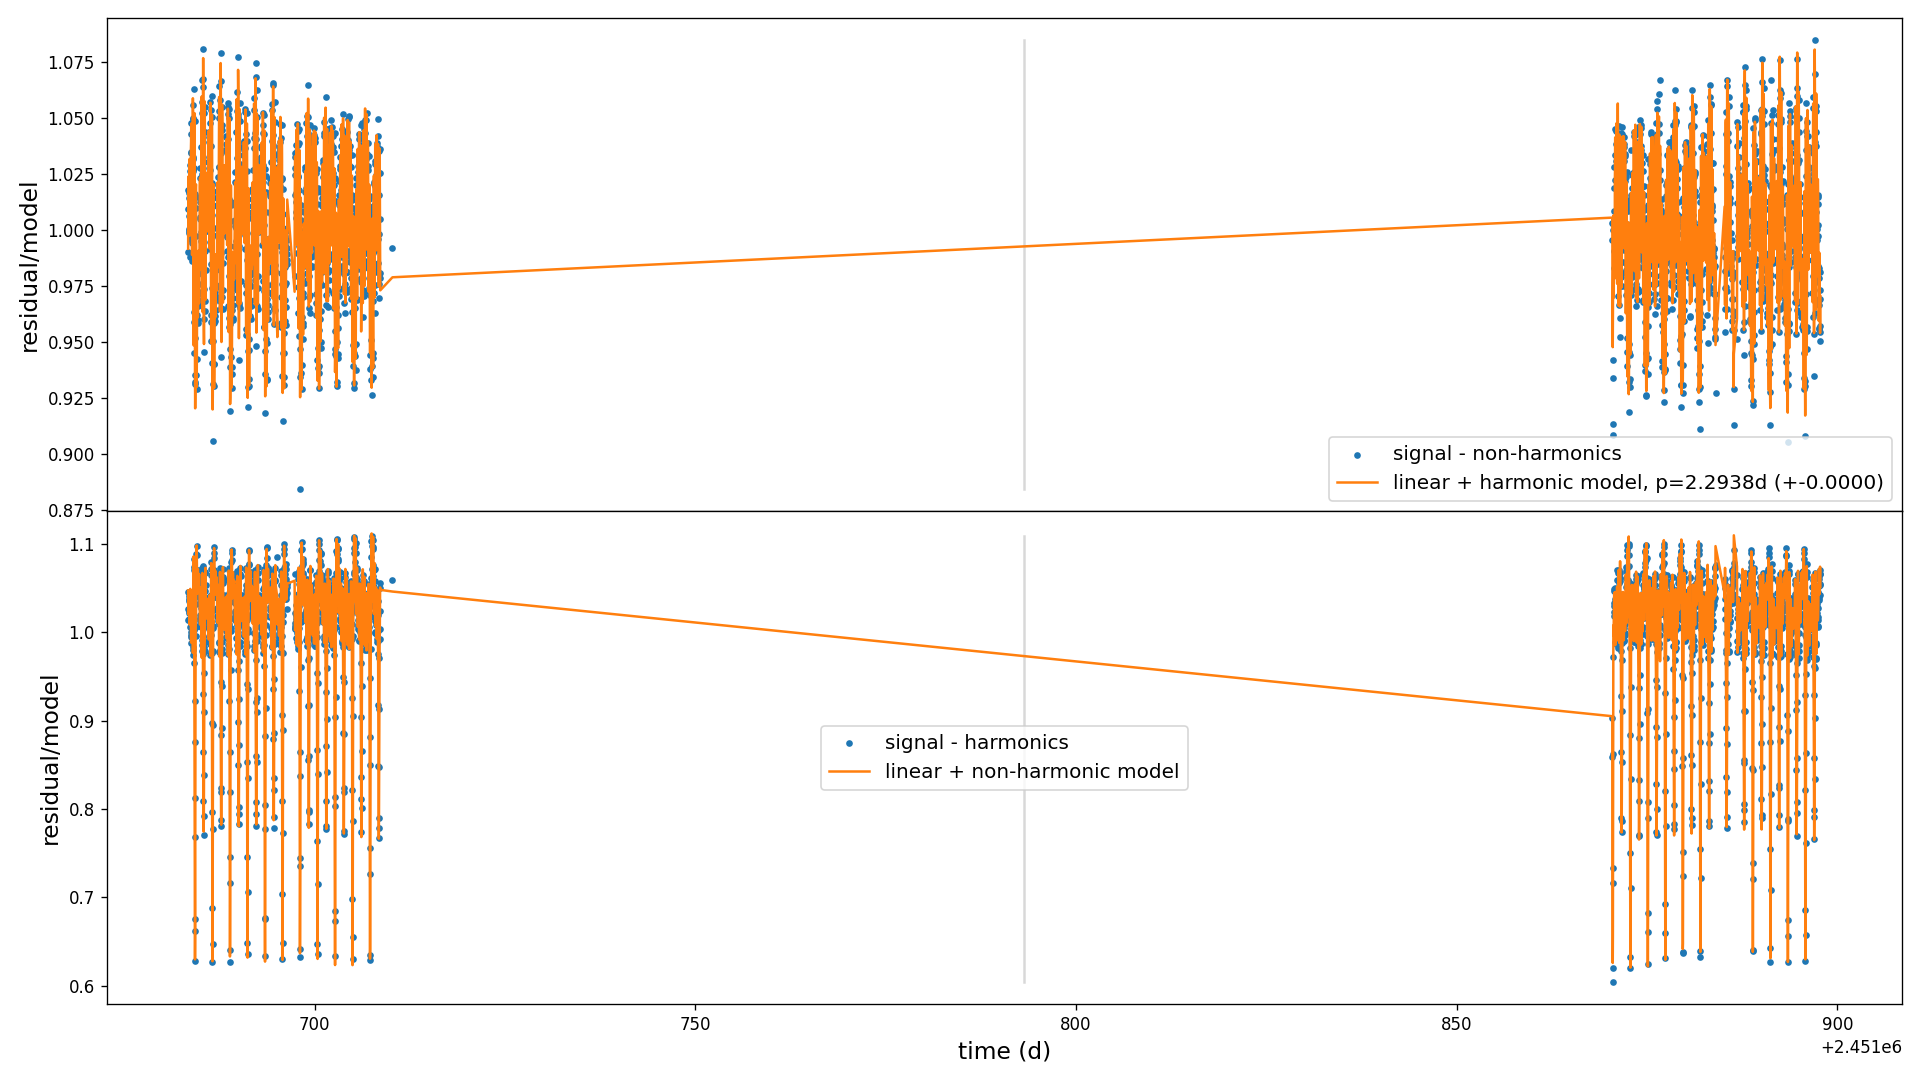 1.075
1.050
1.025
1.000
0.975
0.950
0.925
0.900
0.875
residual/model
signal - non-harmonics
linear + harmonic model, p=2.2938d (+-0.0000)
1.1
1.0
0.9
0.8
0.7
0.6
residual/model
signal - harmonics
linear + non-harmonic model
700
750
800
850
900
time (d)
+2.451e6